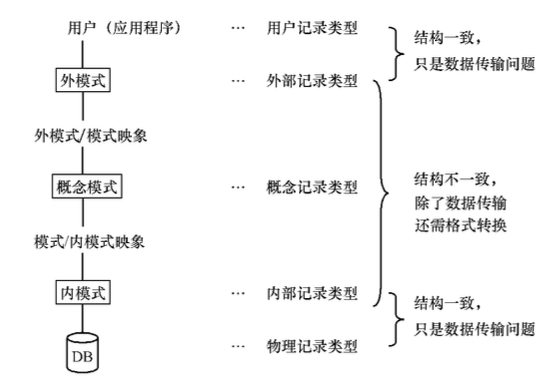 用户（应用程序） … 用户记录类型
结构一致，
只是数据传输问题
外模式 … 外部记录类型
外模式/模式映象
概念模式 … 概念记录类型
结构不一致，
除了数据传输
还需格式转换
模式/内模式映象
内模式 … 内部记录类型
结构一致，
只是数据传输问题
DB … 物理记录类型